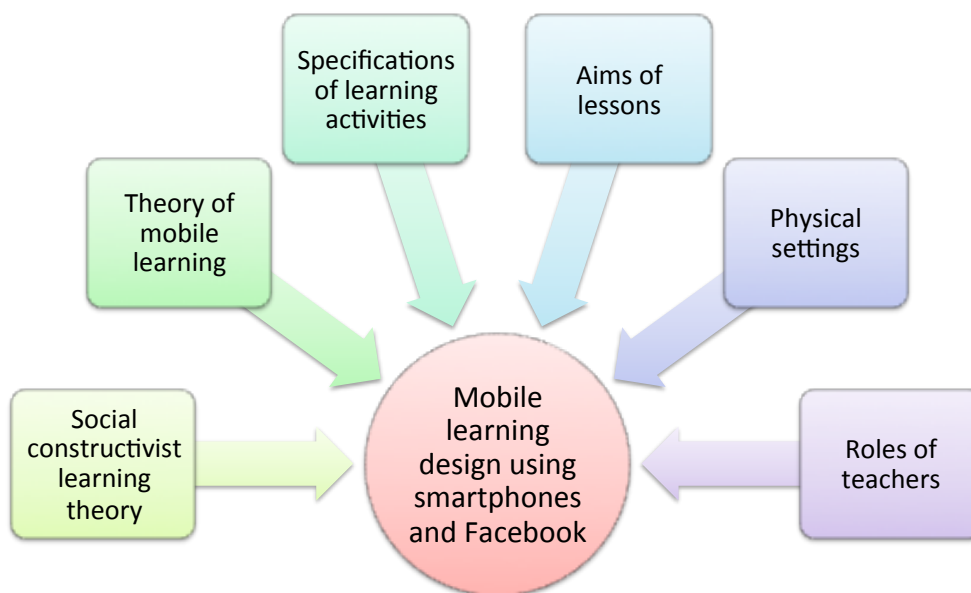 Specifications
of learning
activities
Aims of
lessons
Theory of
mobile
learning
Physical
settings
Social
constructivist
learning
theory
Mobile
learning
design using
smartphones
and Facebook
Roles of
teachers